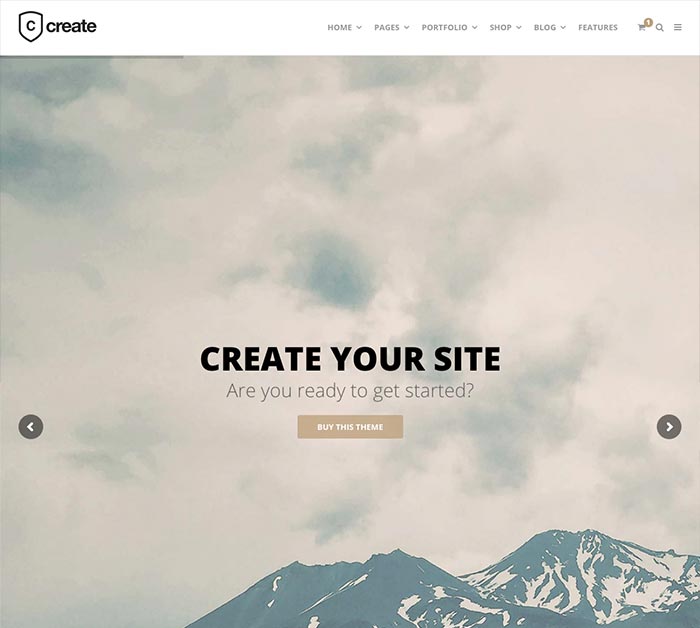 C create
HOME PAGES PORTFOLIO SHOP BLOG FEATURES 1
CREATE YOUR SITE
Are you ready to get started?
BUY THIS THEME